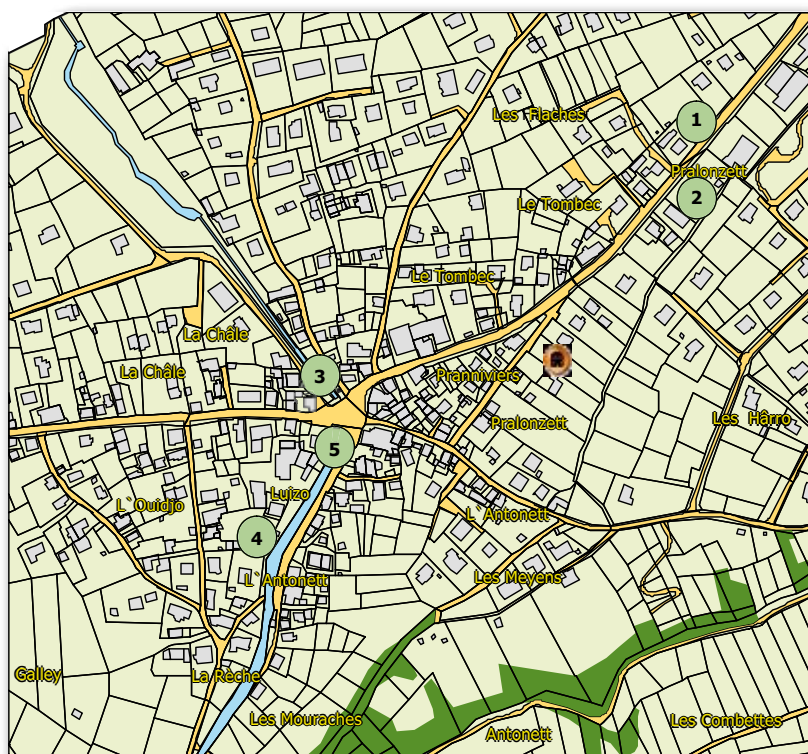 1
Les Flaches
Pralonzett
2
Le Tombec
Le Tombec
La Châle
3
La Châle
Pranniviers
Les Hârro
Pralonzett
5
Luizo
L`Ouidjo
L`Antonett
4
L`Antonett
Les Meyens
Galley
La Rèche
Les Mouraches
Les Combettes
Antonett